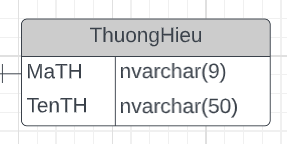 ThuongHieu
MaTH nvarchar(9)
TenTH nvarchar(50)